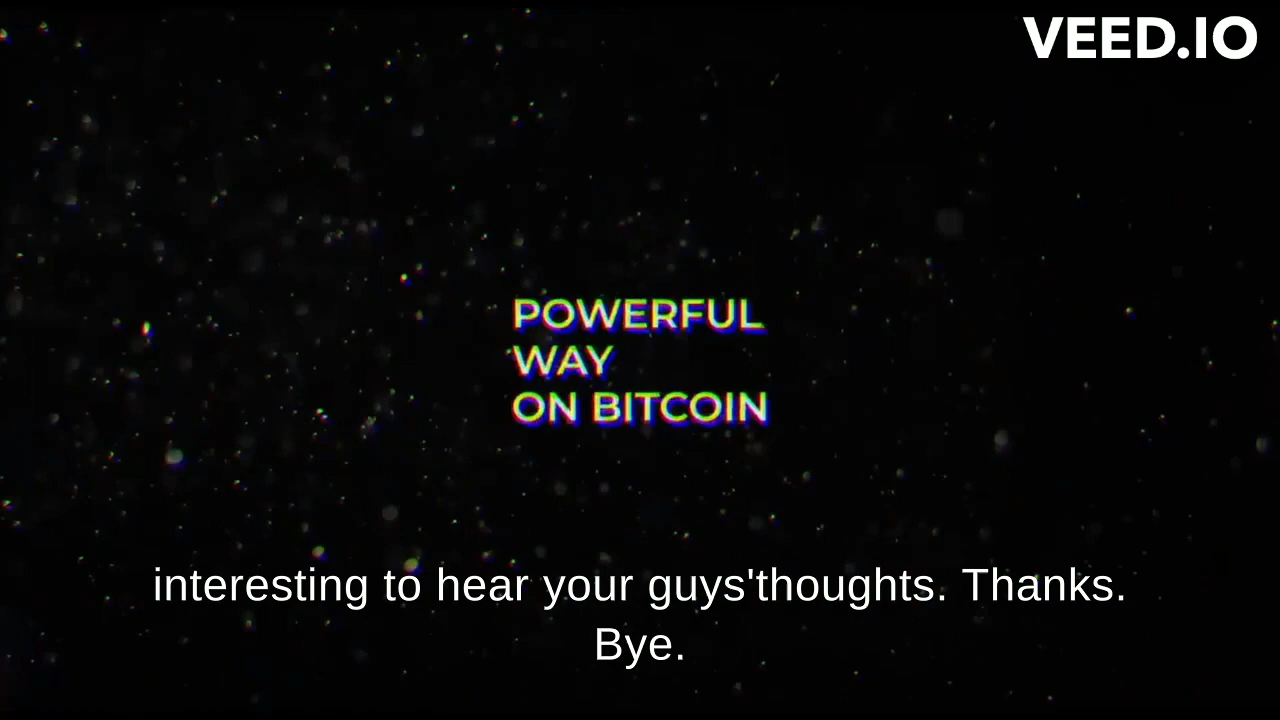 VEED.IO
POWERFUL
WAY
ON BITCOIN
interesting to hear your guys'thoughts. Thanks.
Bye.